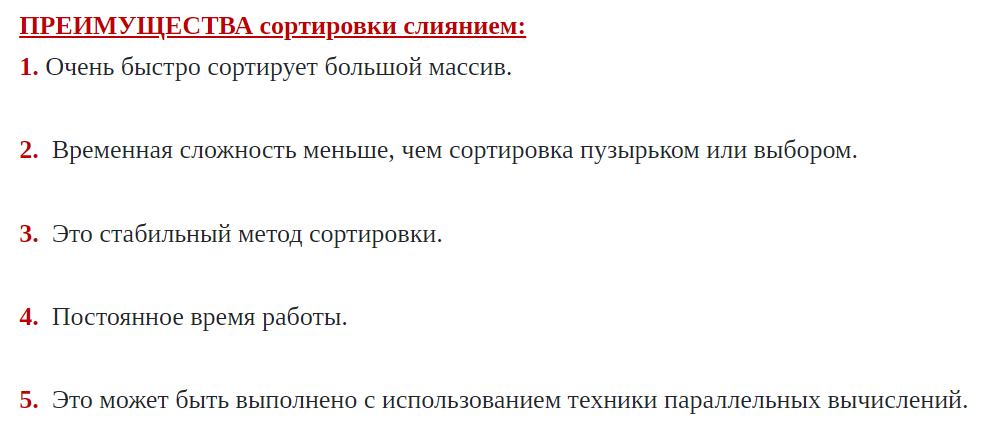 ПРЕИМУЩЕСТВА сортировки слиянием:
1. Очень быстро сортирует большой массив.
2. Временная сложность меньше, чем сортировка пузырьком или выбором.
3. Это стабильный метод сортировки.
4. Постоянное время работы.
5. Это может быть выполнено с использованием техники параллельных вычислений.